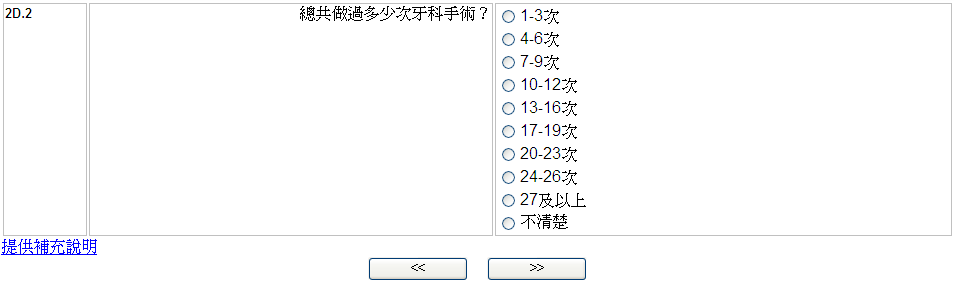 2D.2
總共做過多少次牙科手術？
1-3次
4-6次
7-9次
10-12次
13-16次
17-19次
20-23次
24-26次
27及以上
不清楚
提供補充說明
<< >>